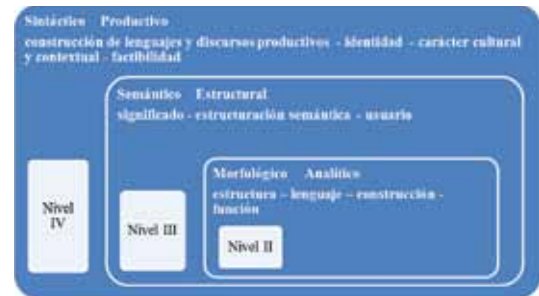 Sintáctico Productivo
construcción de lenguajes y discursos productivos - identidad - carácter cultural
y contextual - factibilidad
Semántico Estructural
significado - estructuración semántica - usuario
Morfológico Analítico
estructura – lenguaje – construcción -
función
Nivel
IV
Nivel III
Nivel II